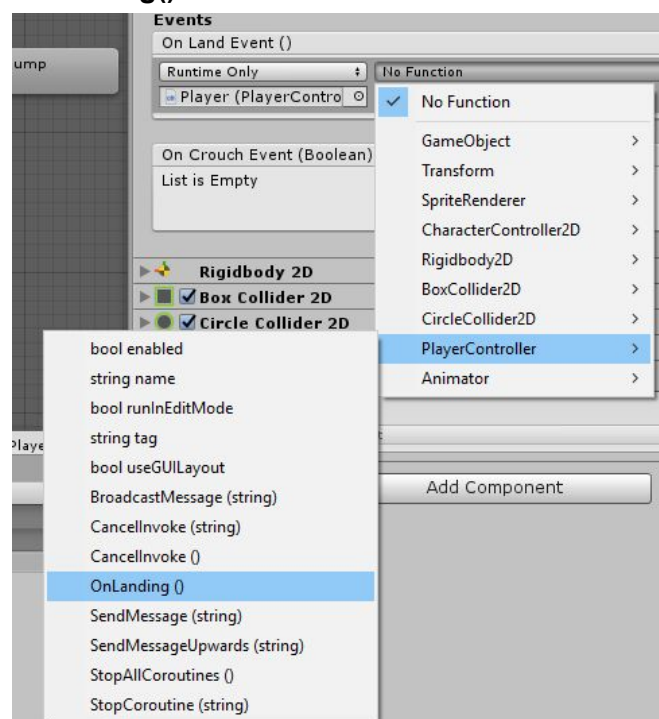 Events
On Land Event ()
ump
Runtime Only
No Function
Player (PlayerContro
No Function
GameObject
Transform
SpriteRenderer
CharacterController2D
Rigidbody2D
BoxCollider2D
CircleCollider2D
PlayerController
Animator
On Crouch Event (Boolean)
List is Empty
Rigidbody 2D
Box Collider 2D
Circle Collider 2D
bool enabled
string name
bool runInEditMode
string tag
bool useGUILayout
BroadcastMessage (string)
CancelInvoke (string)
CancelInvoke ()
OnLanding ()
SendMessage (string)
SendMessageUpwards (string)
StopAllCoroutines ()
StopCoroutine (string)
Playe
Add Component